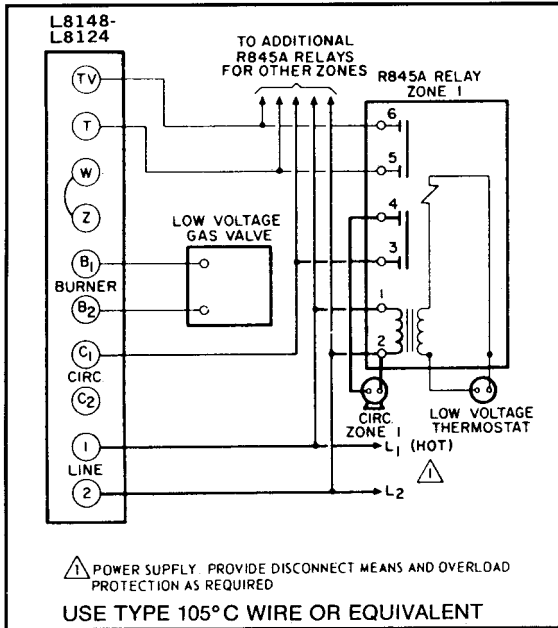 L8148-
L8124
TO ADDITIONAL
R845A RELAYS
FOR OTHER ZONES
R845A RELAY
ZONE 1
TV
T
W
Z
B1
BURNER
B2
C1
CIRC
C2
1
LINE
2
LOW VOLTAGE
GAS VALVE
6
5
4
3
1
2
CIRC.
ZONE 1
LOW VOLTAGE
THERMOSTAT
L1 (HOT)
1
L2
1 POWER SUPFLY. PROVIDE DISCONNECT MEANS AND OVERLOAD
PROTECTION AS REQUIRED
USE TYPE 105°C WIRE OR EQUIVALENT